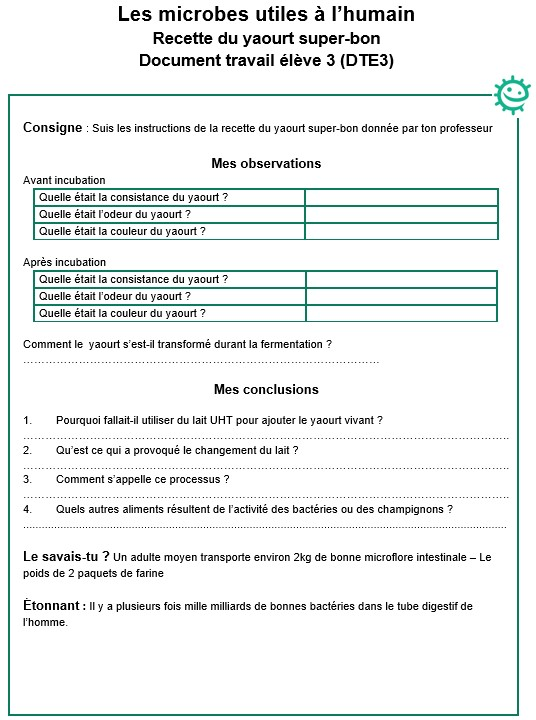 Les microbes utiles à l’humain
Recette du yaourt super-bon
Document travail élève 3 (DTE3)
Consigne : Suis les instructions de la recette du yaourt super-bon donnée par ton professeur
Mes observations
Avant incubation
Quelle était la consistance du yaourt ?
Quelle était l’odeur du yaourt ?
Quelle était la couleur du yaourt ?
Après incubation
Quelle était la consistance du yaourt ?
Quelle était l’odeur du yaourt ?
Quelle était la couleur du yaourt ?
Comment le yaourt s’est-il transformé durant la fermentation ?
Mes conclusions
1. Pourquoi fallait-il utiliser du lait UHT pour ajouter le yaourt vivant ?
2. Qu’est ce qui a provoqué le changement du lait ?
3. Comment s’appelle ce processus ?
4. Quels autres aliments résultent de l’activité des bactéries ou des champignons ?
Le savais-tu ? Un adulte moyen transporte environ 2kg de bonne microflore intestinale – Le
poids de 2 paquets de farine
Étonnant : Il y a plusieurs fois mille milliards de bonnes bactéries dans le tube digestif de
l’homme.